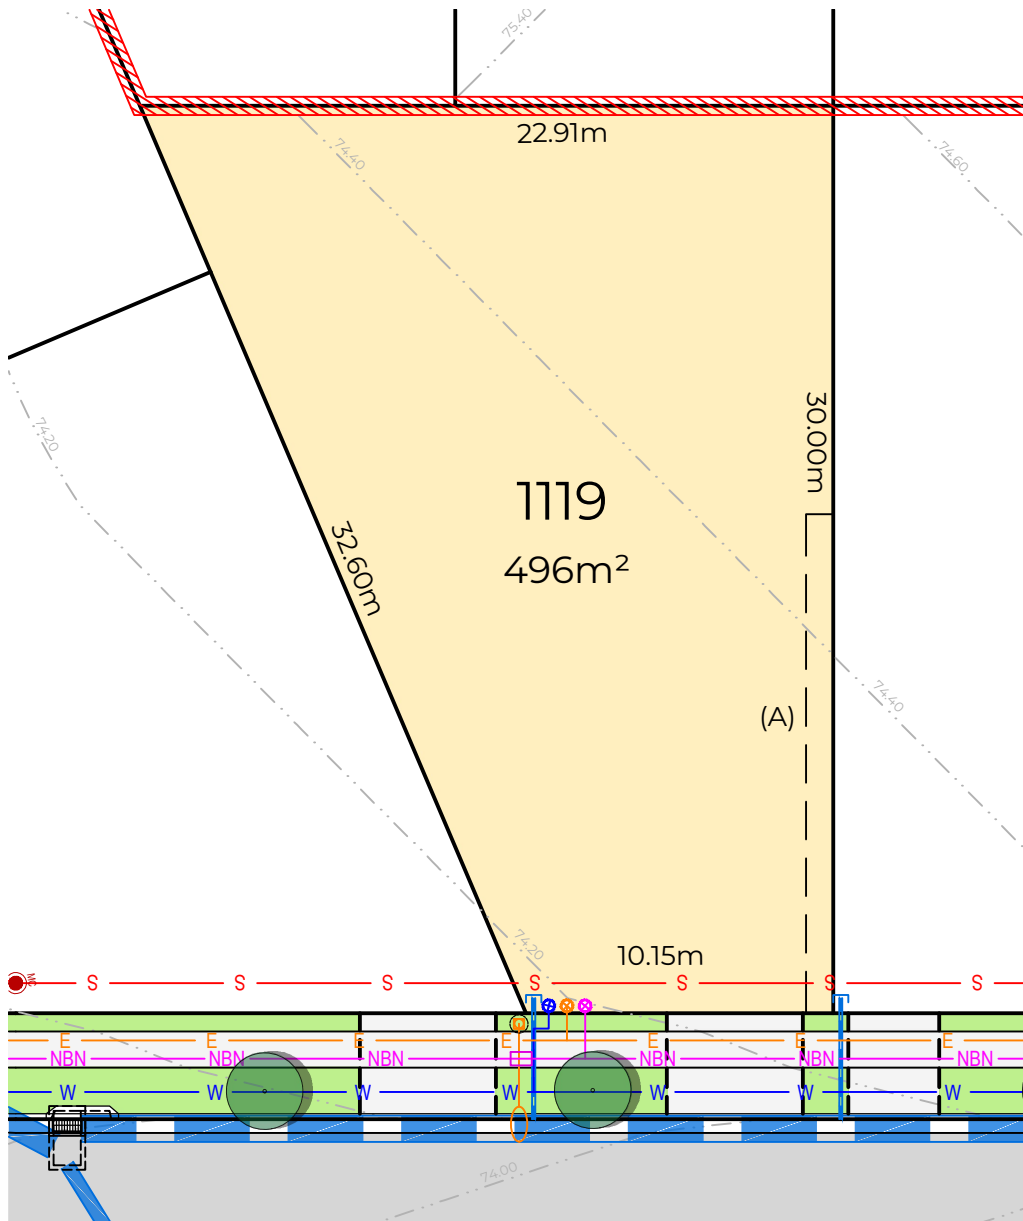 75.40
22.91m
74.40
74.60
30.00m
74.20
1119
496m²
32.60m
(A)
74.40
74.20
10.15m
MC
S S S S S S S
E E E E E E
NBN NBN NBN NBN NBN NBN
W W W W W W W
74.00